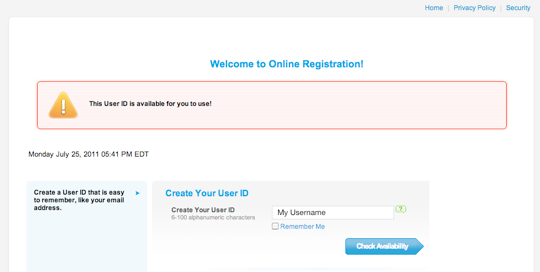 Home | Privacy Policy | Security
Welcome to Online Registration!
This User ID is available for you to use!
Monday July 25, 2011 05:41 PM EDT
Create a User ID that is easy
to remember, like your email
address.
Create Your User ID
Create Your User ID
6-100 alphanumeric characters
My Username
?
Remember Me
Check Availability